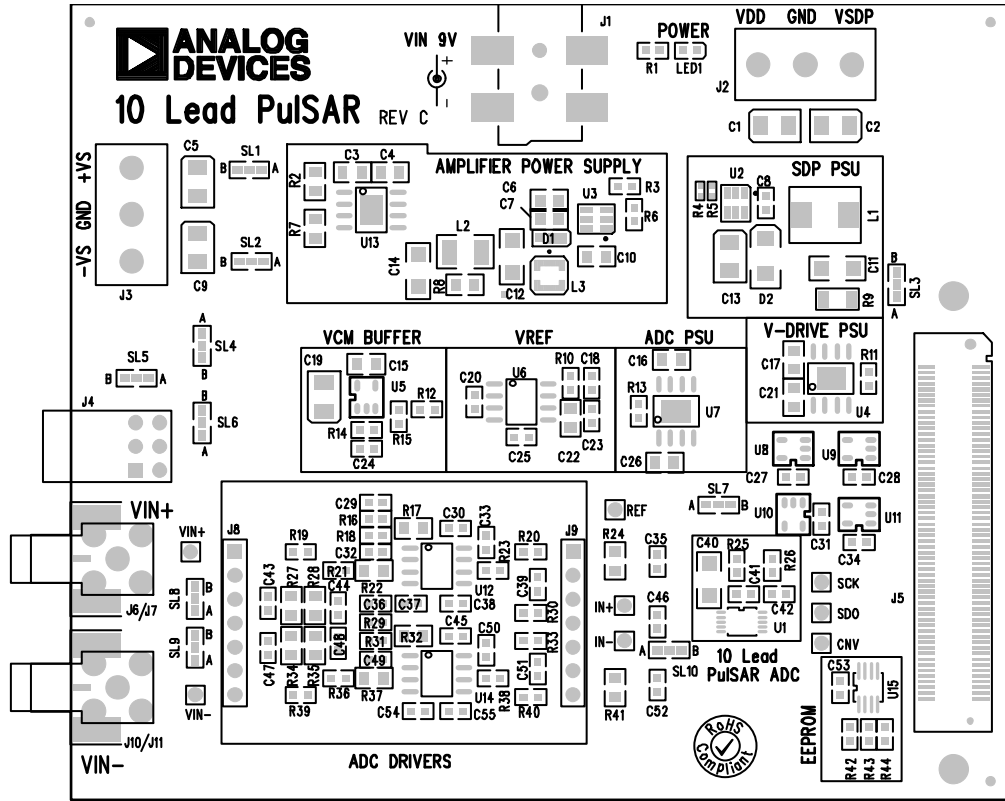 ANALOG
DEVICES
10 Lead PulSAR REV C
VIN 9V
+
-
J1
POWER
R1 LED1
VDD GND VSDP
J2
C1 C2
+VS
GND
-VS
J3
C5
C9
B SL1 A
B SL2 A
AMPLIFIER POWER SUPPLY
R2 C3 C4
R7 U13
C14 L2 R8
C6
C7
D1
C12
U3
L3
C10
R3
R6
SDP PSU
R4 R5 U2 C8
L1
C13 D2
C11
R9
B
SL3
A
A
SL4
B
SL5
B A
B
SL6
A
J4
VCM BUFFER
C19 C15
U5 R12
R14 R15
C24
VREF
C20 U6 R10 C18
C25 C22 C23
ADC PSU
C16
R13
U7
C26
V-DRIVE PSU
C17
C21
R11
U4
U8 U9
C27 C28
SL7
A B
U10 U11
C31 C34
VIN+
VIN+
J6/J7
SL8
B
A
SL9
B
A
VIN-
J10/J11
VIN-
J8
C29
R16
R18
C32
R17 C30
C33
R23
R19
R21
R22
U12
R20
J9
C43 R27 R28 C44
C36 C37 C38
C39
R29
R30
R31 R32 C45
R33
C47 R34 R35 C48
C49
C50
C51
R36 R37
U14
R38
R39
C54 C55
R40
ADC DRIVERS
REF
R24 C35
IN+
C46
IN-
A B
SL10
R41 C52
C40 R25 R26
C41
C42
U1
10 Lead
PulSAR ADC
SCK
SDO
CNV
J5
RoHS
Compliant
EEPROM
C53 U15
R42 R43 R44